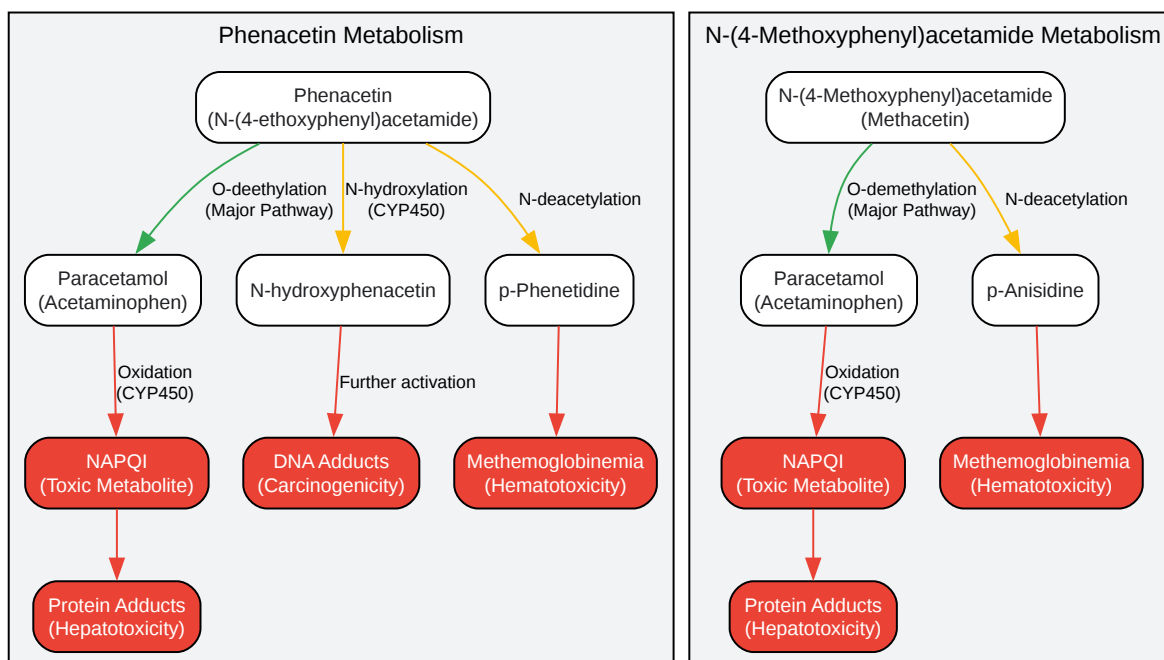 Phenacetin Metabolism
Phenacetin
(N-(4-ethoxyphenyl)acetamide)
O-deethylation
(Major Pathway)
N-hydroxylation
(CYP450)
N-deacetylation
Paracetamol
(Acetaminophen)
N-hydroxyphenacetin
p-Phenetidine
Oxidation
(CYP450)
Further activation
NAPQI
(Toxic Metabolite)
DNA Adducts
(Carcinogenicity)
Methemoglobinemia
(Hematotoxicity)
Protein Adducts
(Hepatotoxicity)
N-(4-Methoxyphenyl)acetamide Metabolism
N-(4-Methoxyphenyl)acetamide
(Methacetin)
O-demethylation
(Major Pathway)
N-deacetylation
Paracetamol
(Acetaminophen)
p-Anisidine
Oxidation
(CYP450)
NAPQI
(Toxic Metabolite)
Methemoglobinemia
(Hematotoxicity)
Protein Adducts
(Hepatotoxicity)